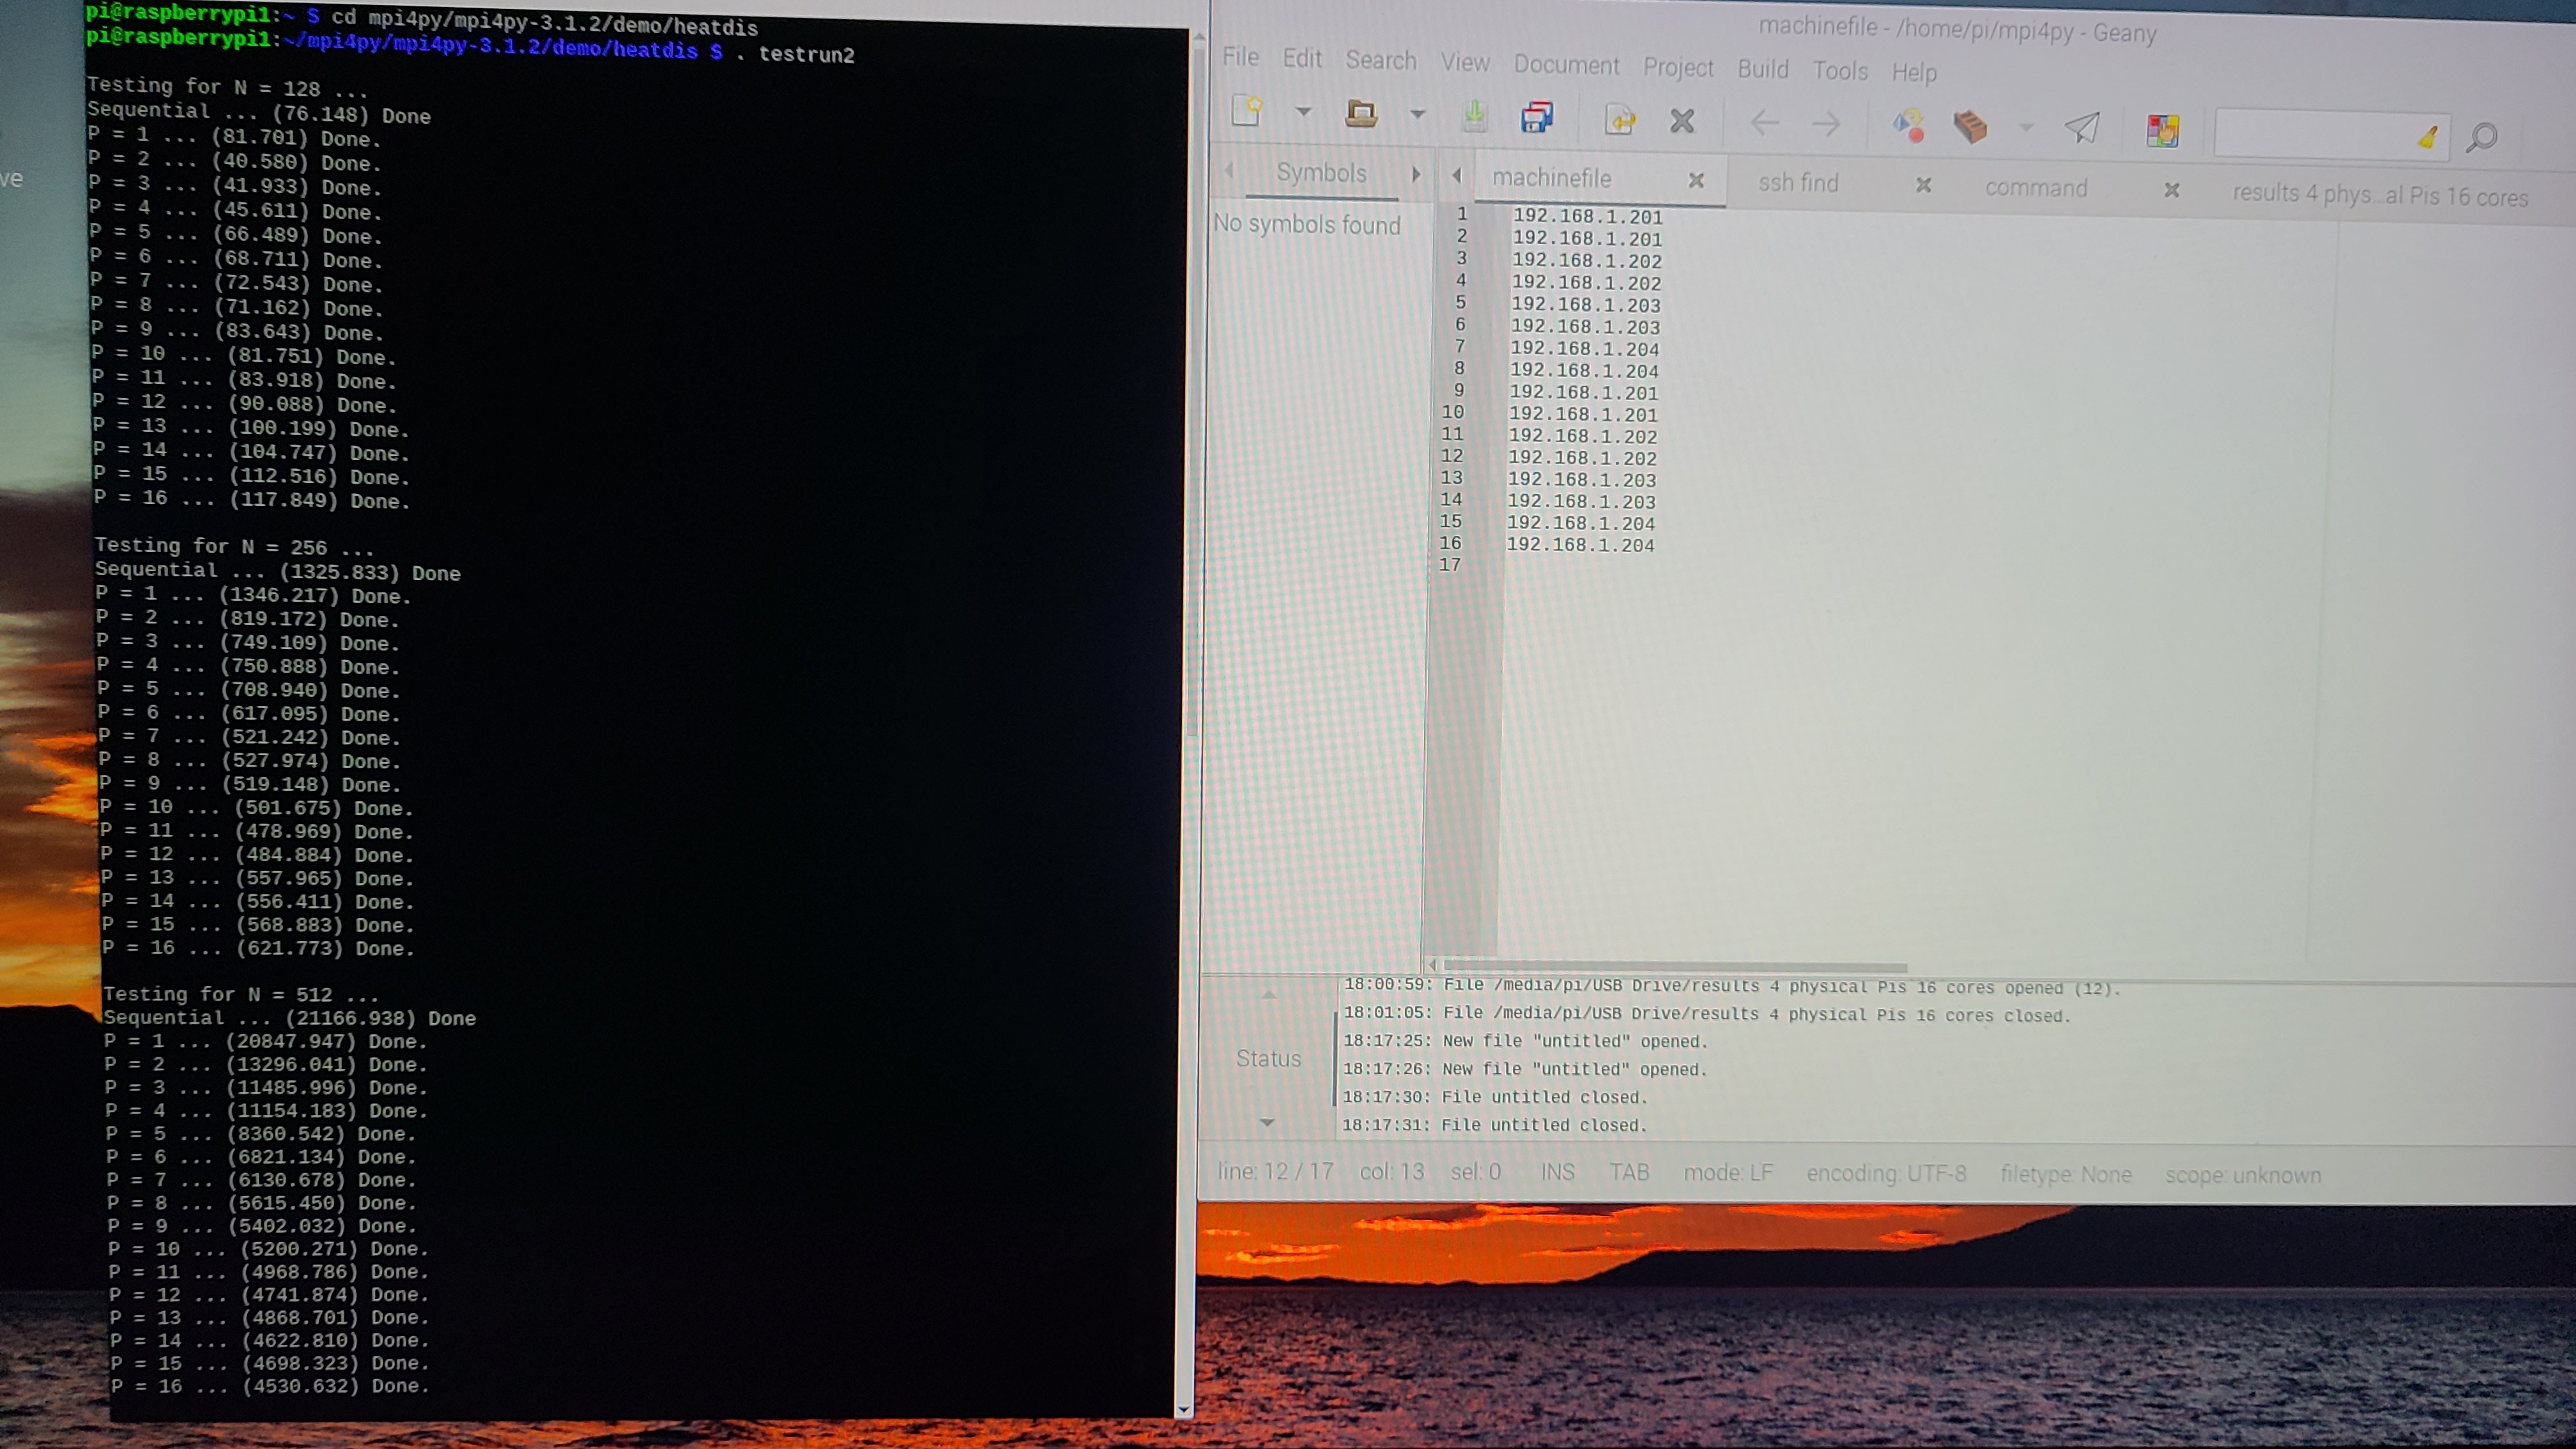 pi@raspberrypi1:~ $ cd mpi4py/mpi4py-3.1.2/demo/heatdis
pi@raspberrypi1:~/mpi4py/mpi4py-3.1.2/demo/heatdis $ . testrun2
Testing for N = 128 ...
Sequential ... (76.148) Done
P = 1 ... (81.701) Done.
P = 2 ... (40.580) Done.
P = 3 ... (41.933) Done.
P = 4 ... (45.611) Done.
P = 5 ... (66.489) Done.
P = 6 ... (68.711) Done.
P = 7 ... (72.543) Done.
P = 8 ... (71.162) Done.
P = 9 ... (83.643) Done.
P = 10 ... (81.751) Done.
P = 11 ... (83.918) Done.
P = 12 ... (90.088) Done.
P = 13 ... (100.199) Done.
P = 14 ... (104.747) Done.
P = 15 ... (112.516) Done.
P = 16 ... (117.849) Done.
Testing for N = 256 ...
Sequential ... (1325.833) Done
P = 1 ... (1346.217) Done.
P = 2 ... (819.172) Done.
P = 3 ... (749.109) Done.
P = 4 ... (750.888) Done.
P = 5 ... (708.940) Done.
P = 6 ... (617.095) Done.
P = 7 ... (521.242) Done.
P = 8 ... (527.974) Done.
P = 9 ... (519.148) Done.
P = 10 ... (501.675) Done.
P = 11 ... (478.969) Done.
P = 12 ... (484.884) Done.
P = 13 ... (557.965) Done.
P = 14 ... (556.411) Done.
P = 15 ... (568.883) Done.
P = 16 ... (621.773) Done.
Testing for N = 512 ...
Sequential ... (21166.938) Done
P = 1 ... (20847.947) Done.
P = 2 ... (13296.041) Done.
P = 3 ... (11485.996) Done.
P = 4 ... (11154.183) Done.
P = 5 ... (8360.542) Done.
P = 6 ... (6821.134) Done.
P = 7 ... (6130.678) Done.
P = 8 ... (5615.450) Done.
P = 9 ... (5402.032) Done.
P = 10 ... (5200.271) Done.
P = 11 ... (4968.786) Done.
P = 12 ... (4741.874) Done.
P = 13 ... (4868.701) Done.
P = 14 ... (4622.810) Done.
P = 15 ... (4698.323) Done.
P = 16 ... (4530.632) Done.
ve
machinefile - /home/pi/mpi4py - Geany
File Edit Search View Document Project Build Tools Help
Symbols
No symbols found
machinefile ssh find command results 4 phys...al Pis 16 cores
1 192.168.1.201
2 192.168.1.201
3 192.168.1.202
4 192.168.1.202
5 192.168.1.203
6 192.168.1.203
7 192.168.1.204
8 192.168.1.204
9 192.168.1.201
10 192.168.1.201
11 192.168.1.202
12 192.168.1.202
13 192.168.1.203
14 192.168.1.203
15 192.168.1.204
16 192.168.1.204
17
Status
18:00:59: File /media/pi/USB Drive/results 4 physical Pis 16 cores opened (12).
18:01:05: File /media/pi/USB Drive/results 4 physical Pis 16 cores closed.
18:17:25: New file "untitled" opened.
18:17:26: New file "untitled" opened.
18:17:30: File untitled closed.
18:17:31: File untitled closed.
line: 12 / 17 col: 13 sel: 0 INS TAB mode: LF encoding: UTF-8 filetype: None scope: unknown